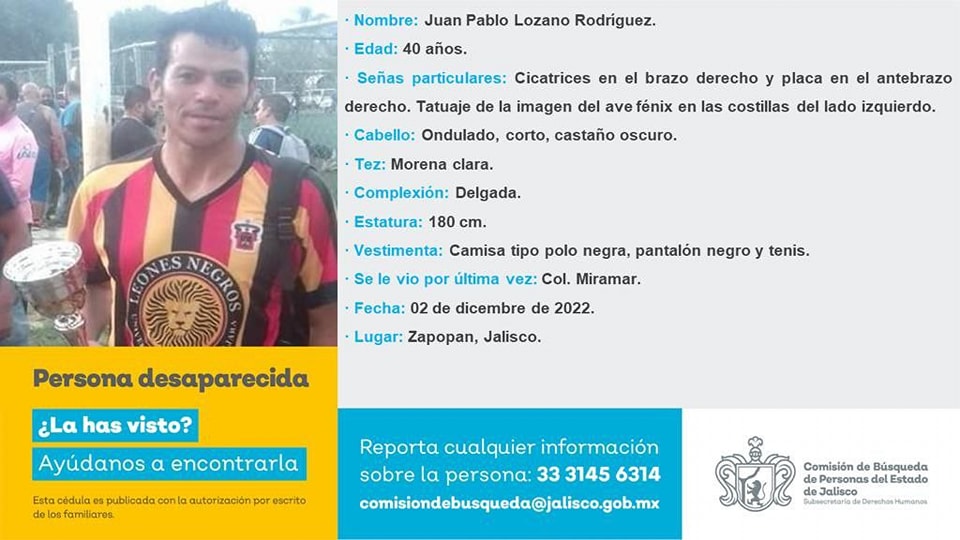 LEONES NEGROS
· Nombre: Juan Pablo Lozano Rodríguez.
· Edad: 40 años.
· Señas particulares: Cicatrices en el brazo derecho y placa en el antebrazo
derecho. Tatuaje de la imagen del ave fénix en las costillas del lado izquierdo.
· Cabello: Ondulado, corto, castaño oscuro.
· Tez: Morena clara.
· Complexión: Delgada.
· Estatura: 180 cm.
· Vestimenta: Camisa tipo polo negra, pantalón negro y tenis.
· Se le vio por última vez: Col. Miramar.
· Fecha: 02 de dicembre de 2022.
· Lugar: Zapopan, Jalisco.
Persona desaparecida
¿La has visto?
Ayúdanos a encontrarla
Esta cédula es publicada con la autorización por escrito
de los familiares.
Reporta cualquier información
sobre la persona: 33 3145 6314
comisiondebusqueda@jalisco.gob.mx
Comisión de Búsqueda
de Personas del Estado
de Jalisco
Subsecretaría de Derechos Humanos